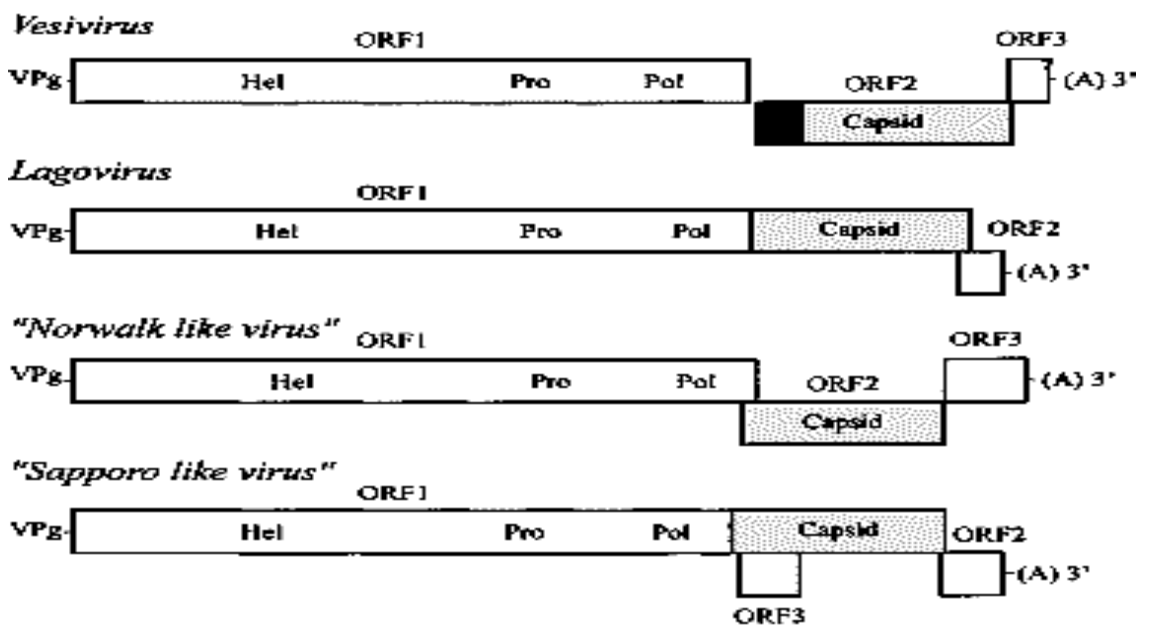 Vesivirus
ORF1 ORF3
VPg Hel Pro Pol ORF2 (A) 3'
Capsid
Lagovirus
ORF1
VPg Hel Pro Pol Capsid ORF2
(A) 3'
"Norwalk like virus"
ORF1 ORF3
VPg Hel Pro Pol ORF2 (A) 3'
Capsid
"Sapporo like virus"
ORF1
VPg Hel Pro Pol Capsid ORF2
(A) 3'
ORF3